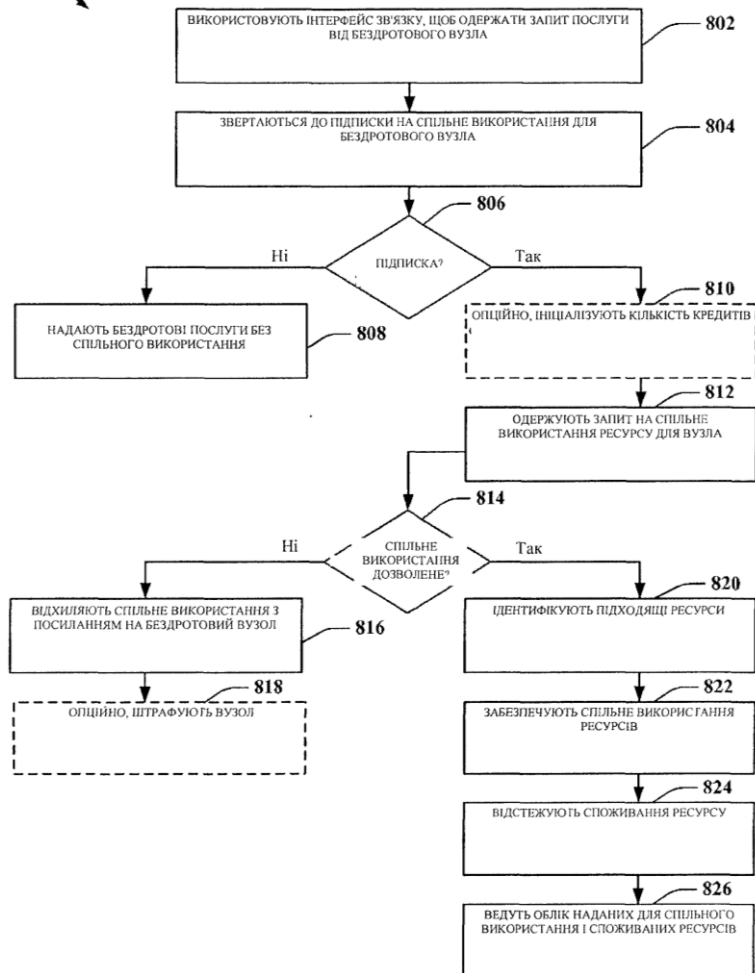 ВИКОРИСТОВУЮТЬ ІНТЕРФЕЙС ЗВ'ЯЗКУ, ЩОБ ОДЕРЖАТИ ЗАПИТ ПОСЛУГИ
ВІД БЕЗДРОТОВОГО ВУЗЛА
802
ЗВЕРТАЮТЬСЯ ДО ПІДПИСКИ НА СПІЛЬНЕ ВИКОРИСТАННЯ ДЛЯ
БЕЗДРОТОВОГО ВУЗЛА
804
806
ПІДПИСКА?
Ні
Так
НАДАЮТЬ БЕЗДРОТОВІ ПОСЛУГИ БЕЗ
СПІЛЬНОГО ВИКОРИСТАННЯ
808
810
ОПЦІЙНО, ІНІЦІАЛІЗУЮТЬ КІЛЬКІСТЬ КРЕДИТІВ
812
ОДЕРЖУЮТЬ ЗАПИТ НА СПІЛЬНЕ
ВИКОРИСТАННЯ РЕСУРСУ ДЛЯ ВУЗЛА
814
СПІЛЬНЕ
ВИКОРИСТАННЯ
ДОЗВОЛЕНЕ?
Ні
Так
ВІДХИЛЯЮТЬ СПІЛЬНЕ ВИКОРИСТАННЯ З
ПОСИЛАННЯМ НА БЕЗДРОТОВИЙ ВУЗОЛ
816
818
ОПЦІЙНО, ШТРАФУЮТЬ ВУЗОЛ
820
ІДЕНТИФІКУЮТЬ ПІДХОДЯЩІ РЕСУРСИ
822
ЗАБЕЗПЕЧУЮТЬ СПІЛЬНЕ ВИКОРИСТАННЯ
РЕСУРСІВ
824
ВІДСТЕЖУЮТЬ СПОЖИВАННЯ РЕСУРСУ
826
ВЕДУТЬ ОБЛІК НАДАНИХ ДЛЯ СПІЛЬНОГО
ВИКОРИСТАННЯ І СПОЖИВАНИХ РЕСУРСІВ